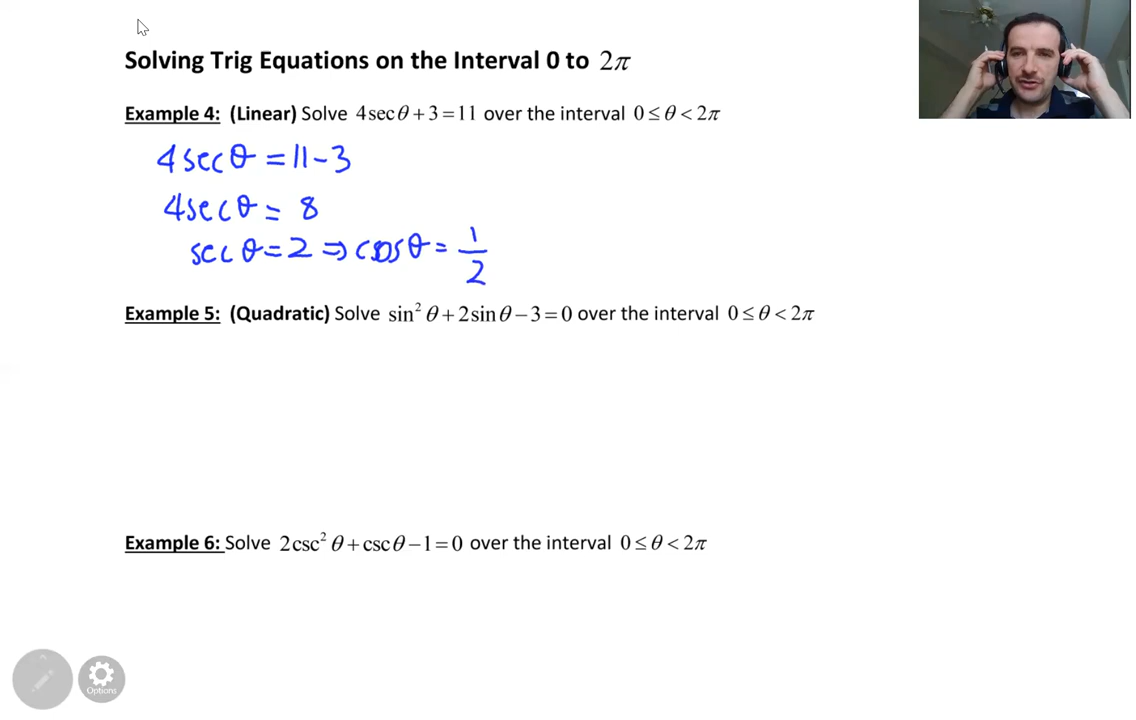 Solving Trig Equations on the Interval 0 to 2π
Example 4: (Linear) Solve 4secθ+3=11 over the interval 0≤θ<2π
4secθ=11-3
4secθ= 8
secθ=2⇒cosθ= 1/2
Example 5: (Quadratic) Solve sin² θ+2sinθ−3=0 over the interval 0≤θ<2π
Example 6: Solve 2csc² θ+cscθ−1=0 over the interval 0≤θ<2π
Options